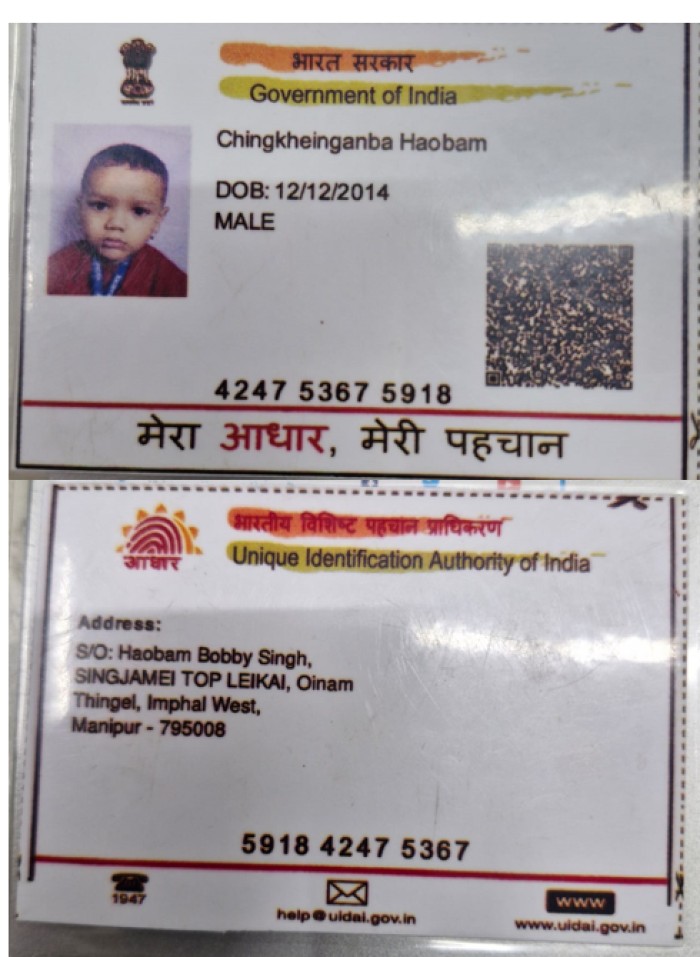 भारत सरकार
Government of India
Chingkheinganba Haobam
DOB: 12/12/2014
MALE
4247 5367 5918
मेरा आधार, मेरी पहचान
भारतीय विशिष्ट पहचान प्राधिकरण
Unique Identification Authority of India
आधार
Address:
S/O: Haobam Bobby Singh,
SINGJAMEI TOP LEIKAI, Oinam
Thingel, Imphal West,
Manipur - 795008
5918 4247 5367
1947
help@uidai.gov.in
www
www.uidai.gov.in